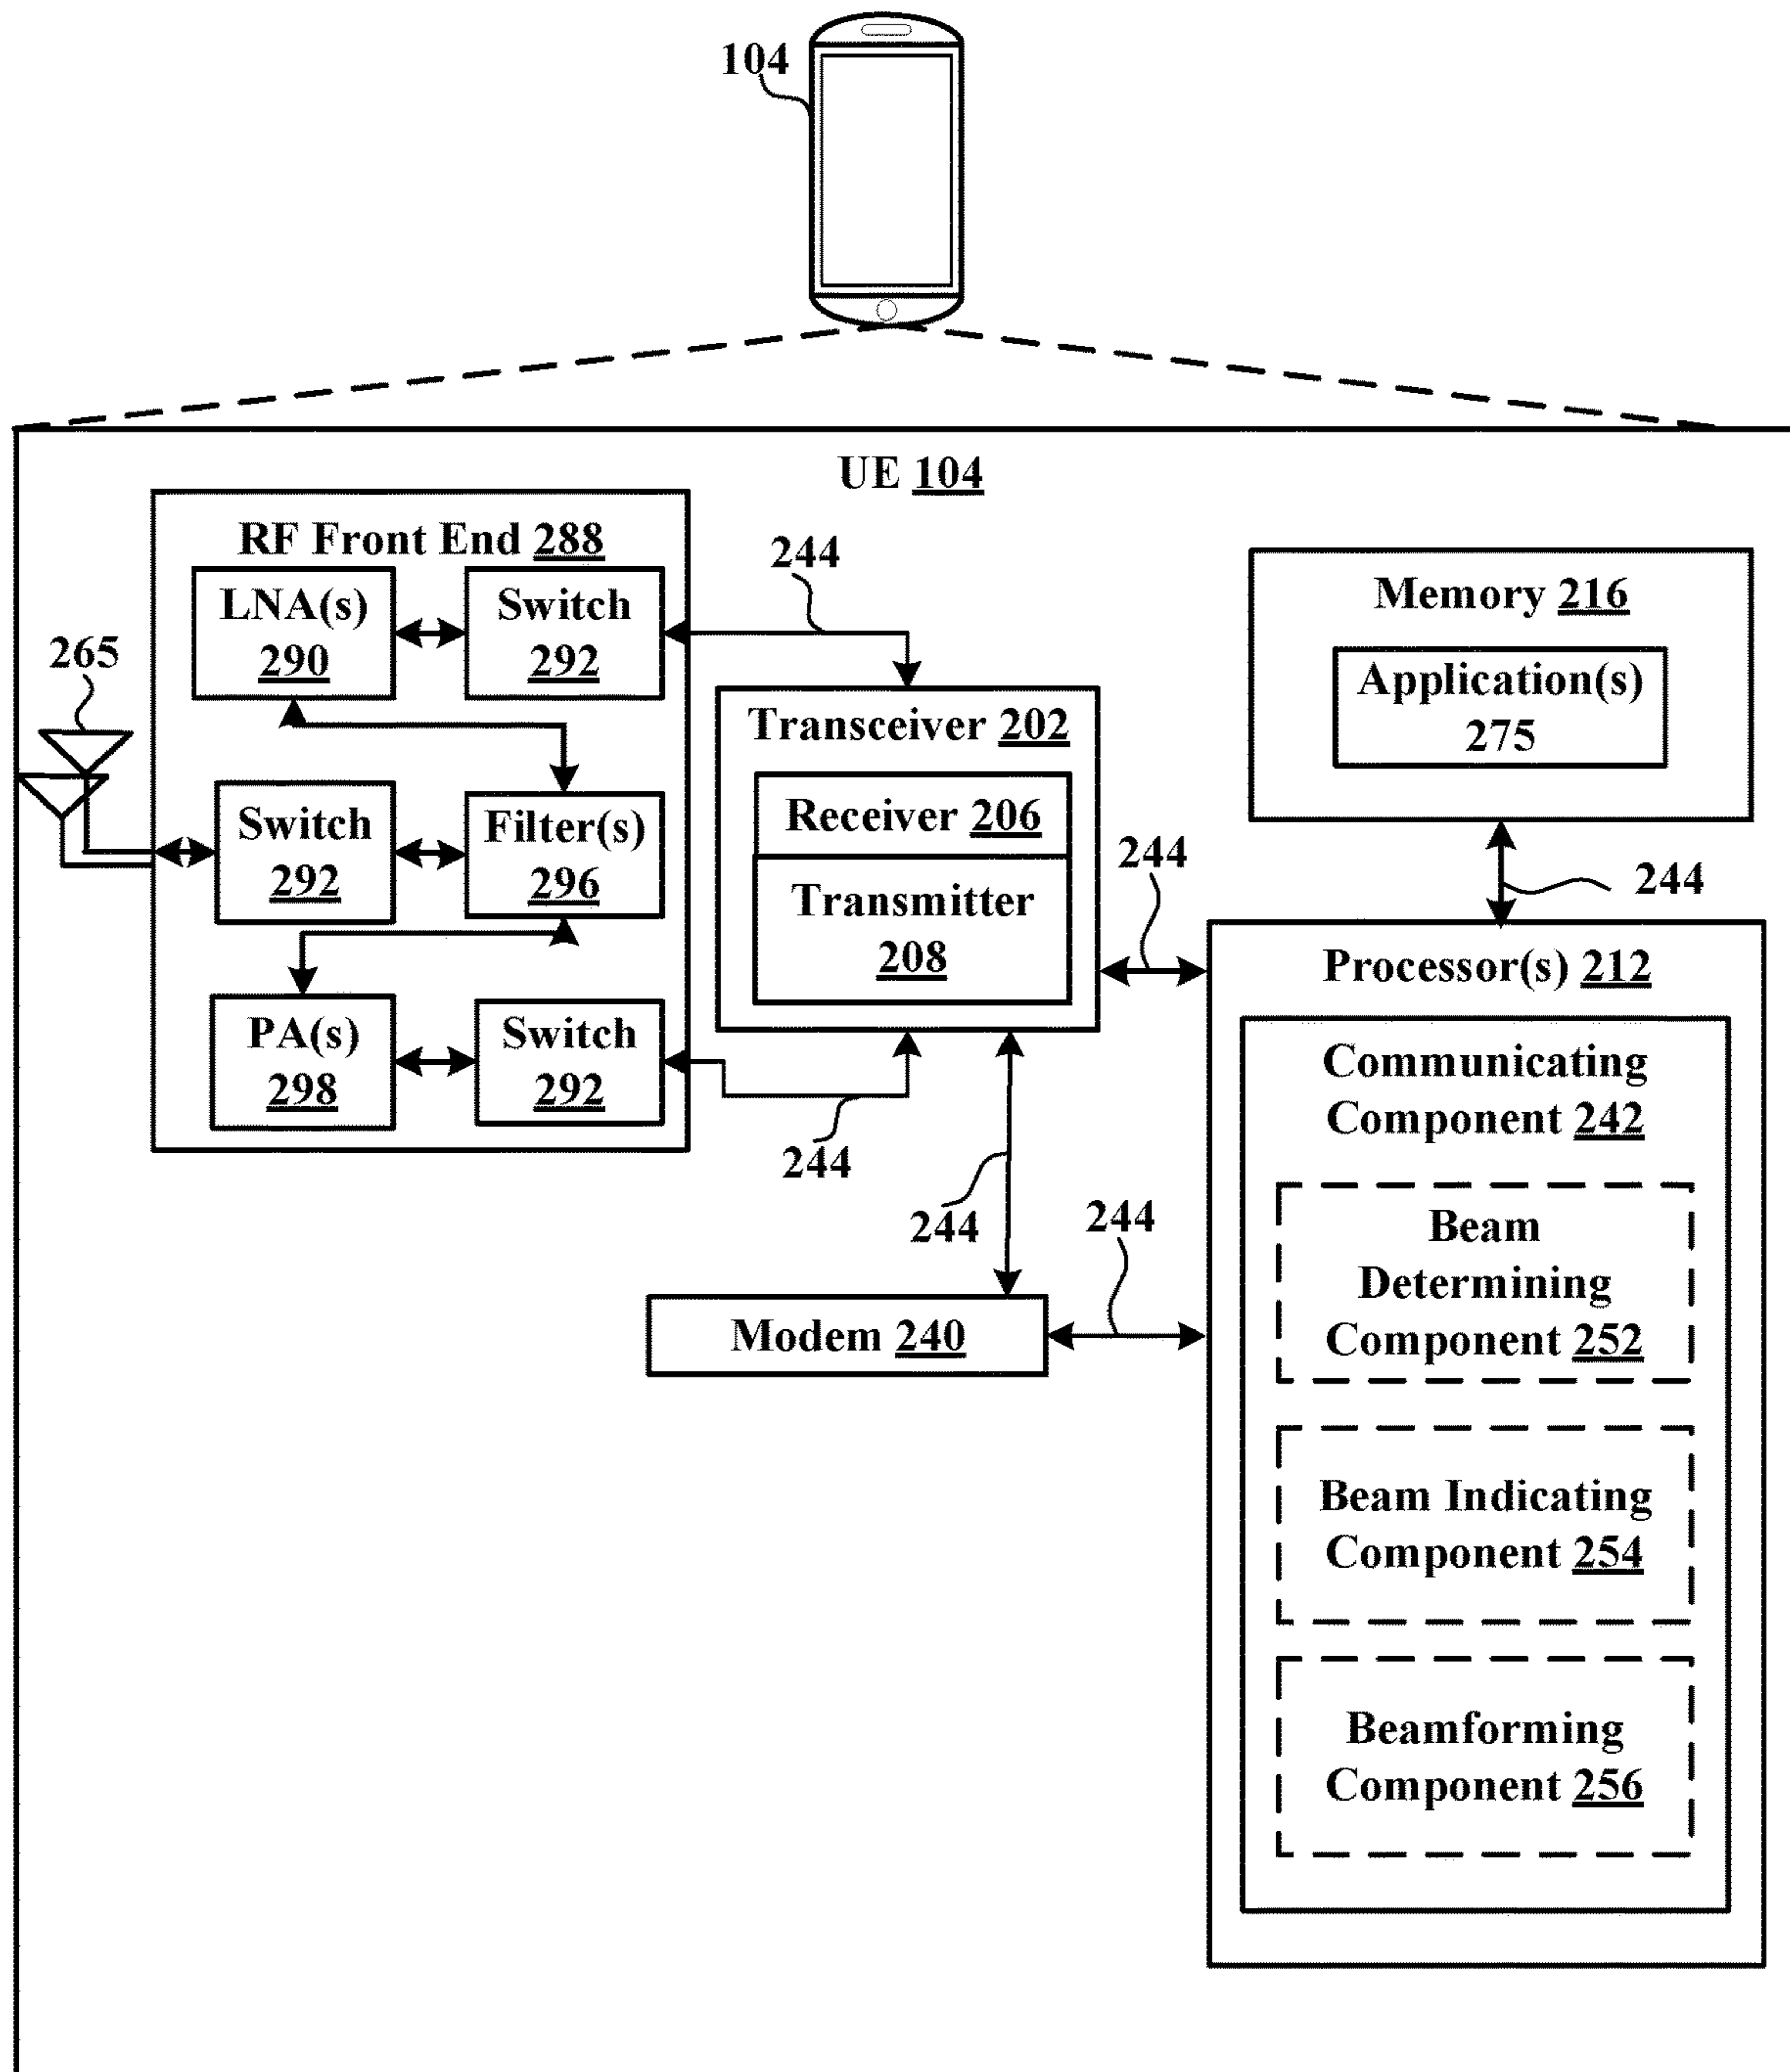 104
UE 104
RF Front End 288
LNA(s)
290
Switch
292
244
265
Switch
292
Filter(s)
296
PA(s)
298
Switch
292
244
Transceiver 202
Receiver 206
Transmitter
208
244
244
Modem 240
244
Memory 216
Application(s)
275
244
Processor(s) 212
Communicating
Component 242
Beam
Determining
Component 252
Beam Indicating
Component 254
Beamforming
Component 256